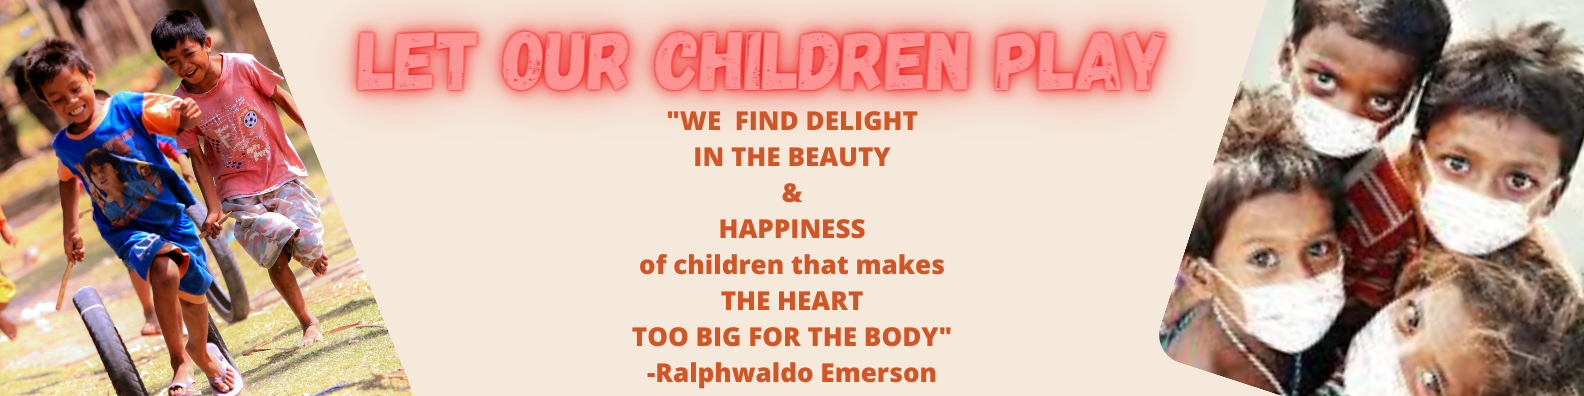 LET OUR CHILDREN PLAY
"WE FIND DELIGHT
IN THE BEAUTY
&
HAPPINESS
of children that makes
THE HEART
TOO BIG FOR THE BODY"
-Ralphwaldo Emerson